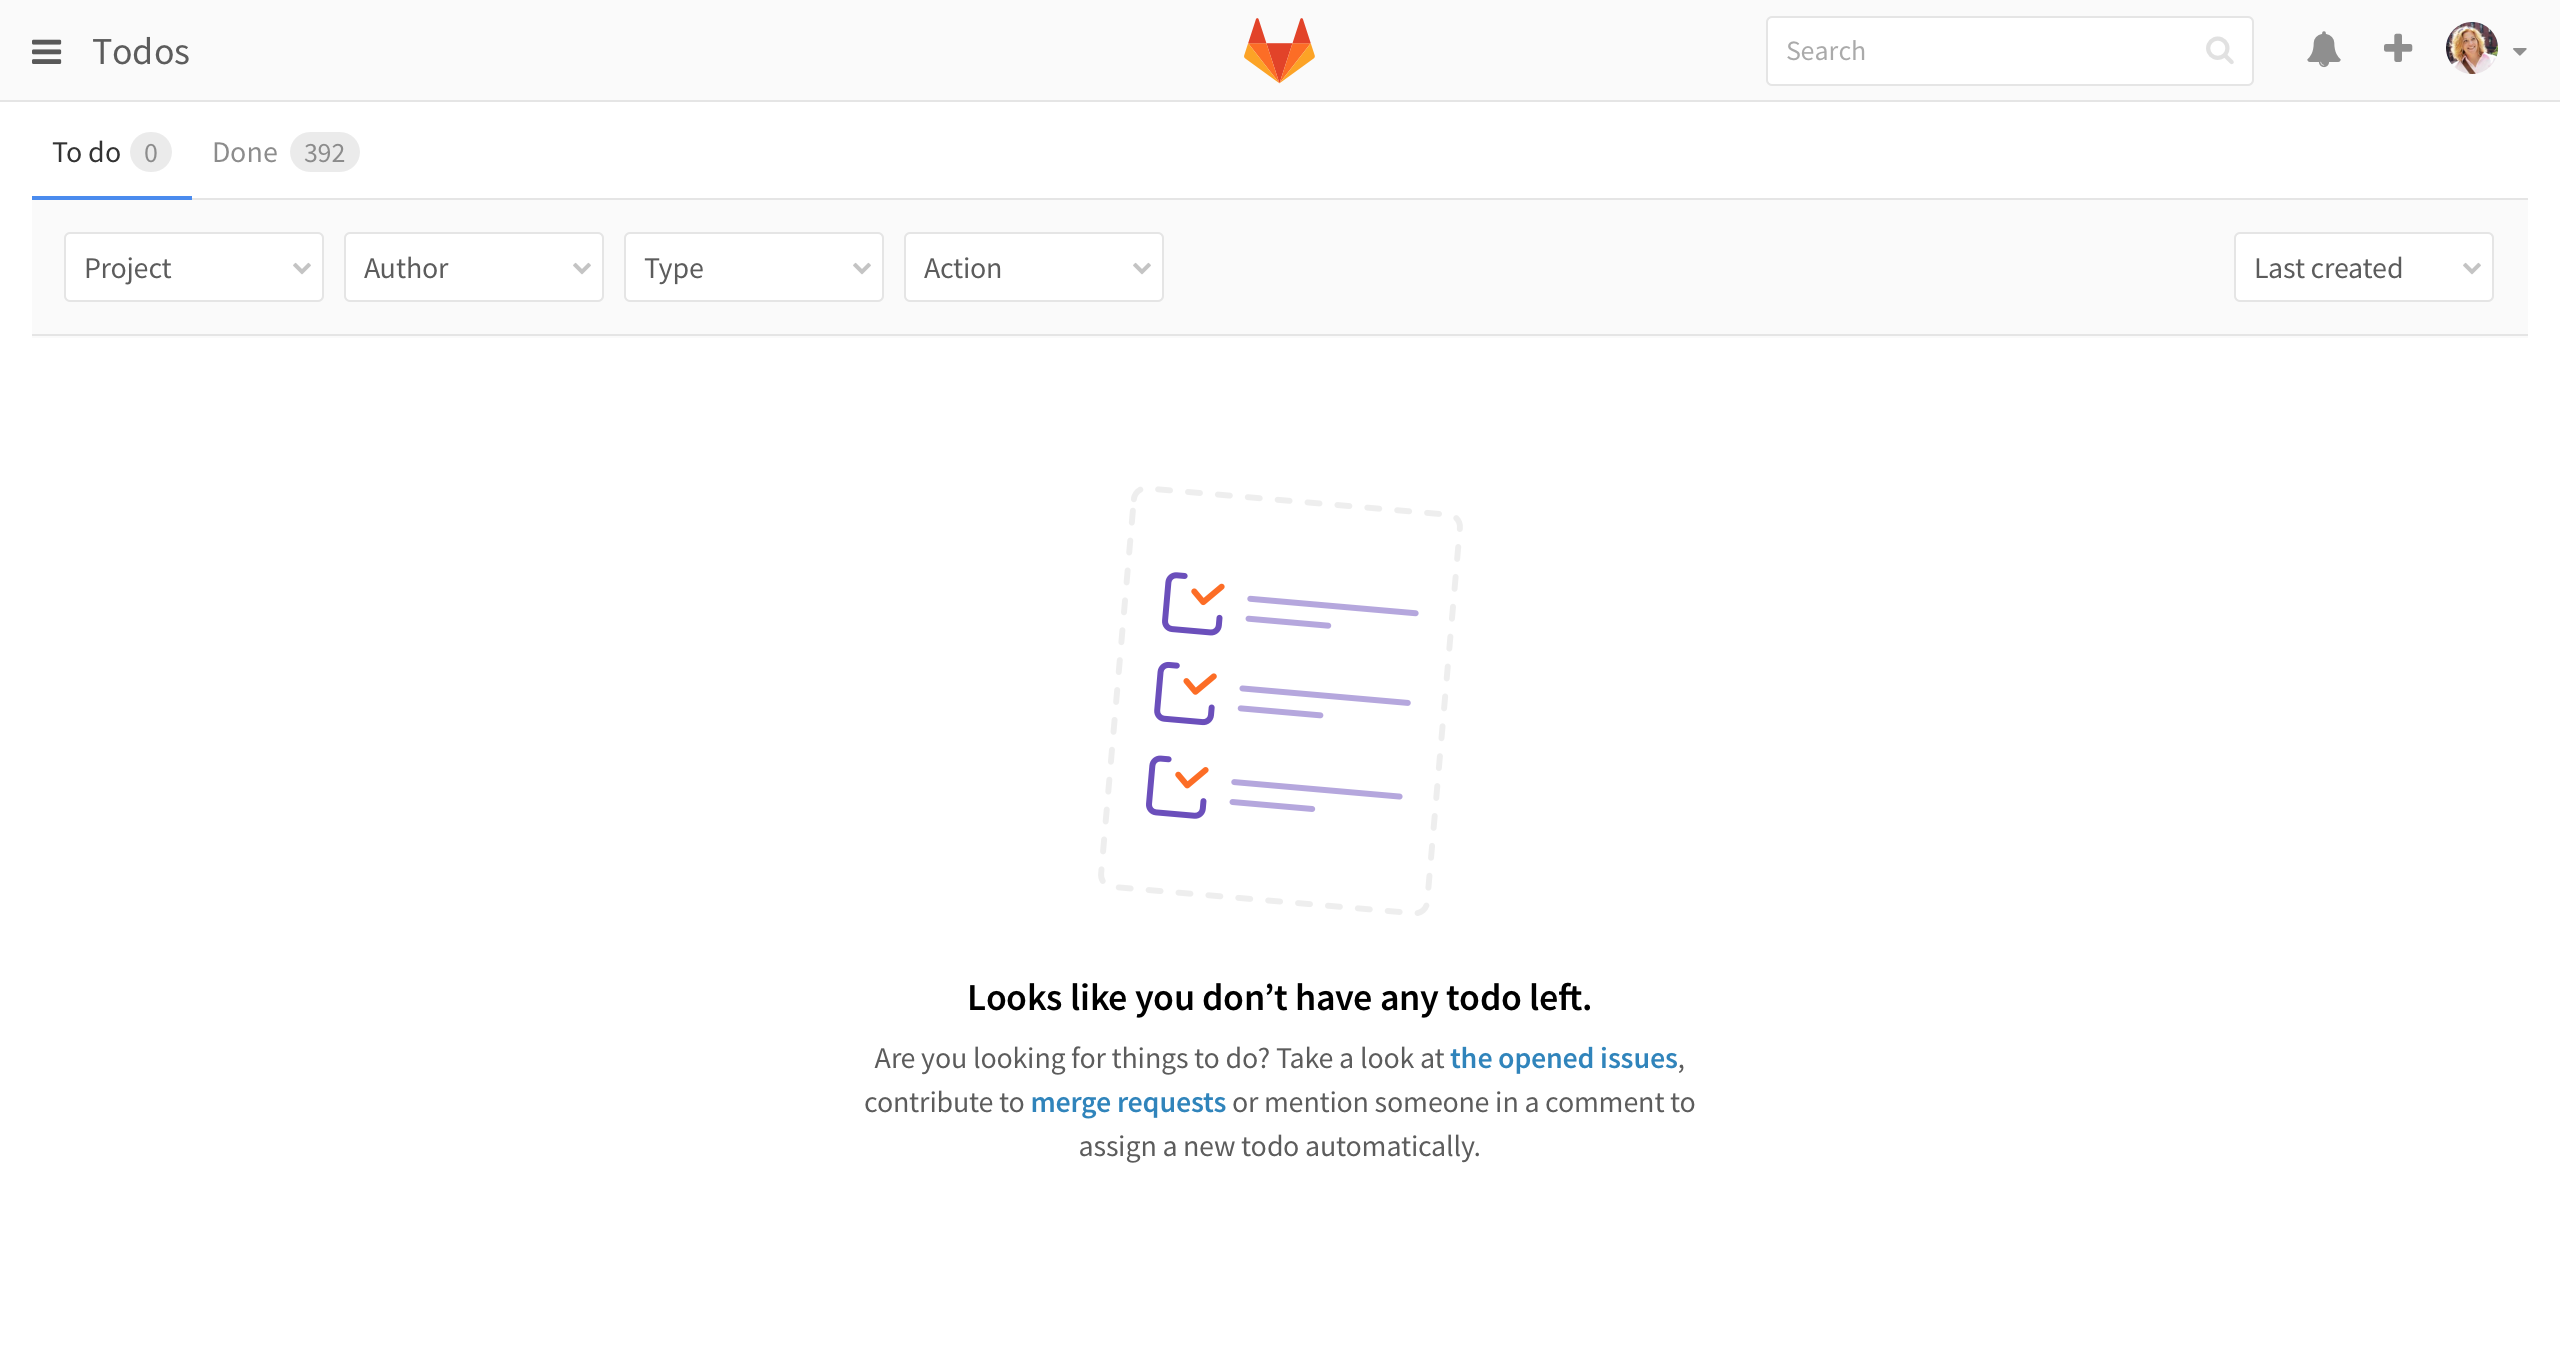 Todos
Search
To do 0 Done 392
Project Author Type Action Last created
Looks like you don’t have any todo left.
Are you looking for things to do? Take a look at the opened issues,
contribute to merge requests or mention someone in a comment to
assign a new todo automatically.